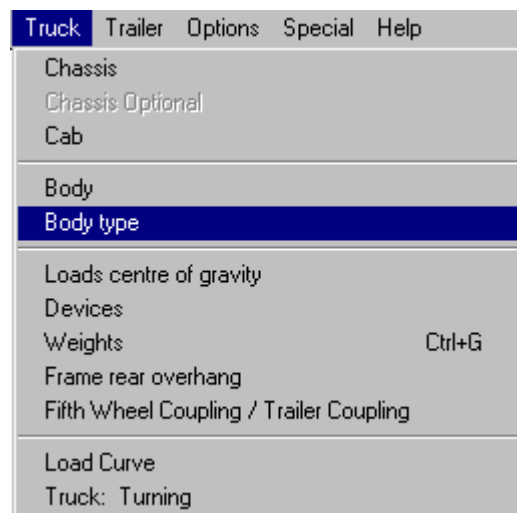 Truck Trailer Options Special Help
Chassis
Chassis Optional
Cab
Body
Body type
Loads centre of gravity
Devices
Weights Ctrl+G
Frame rear overhang
Fifth Wheel Coupling / Trailer Coupling
Load Curve
Truck: Turning